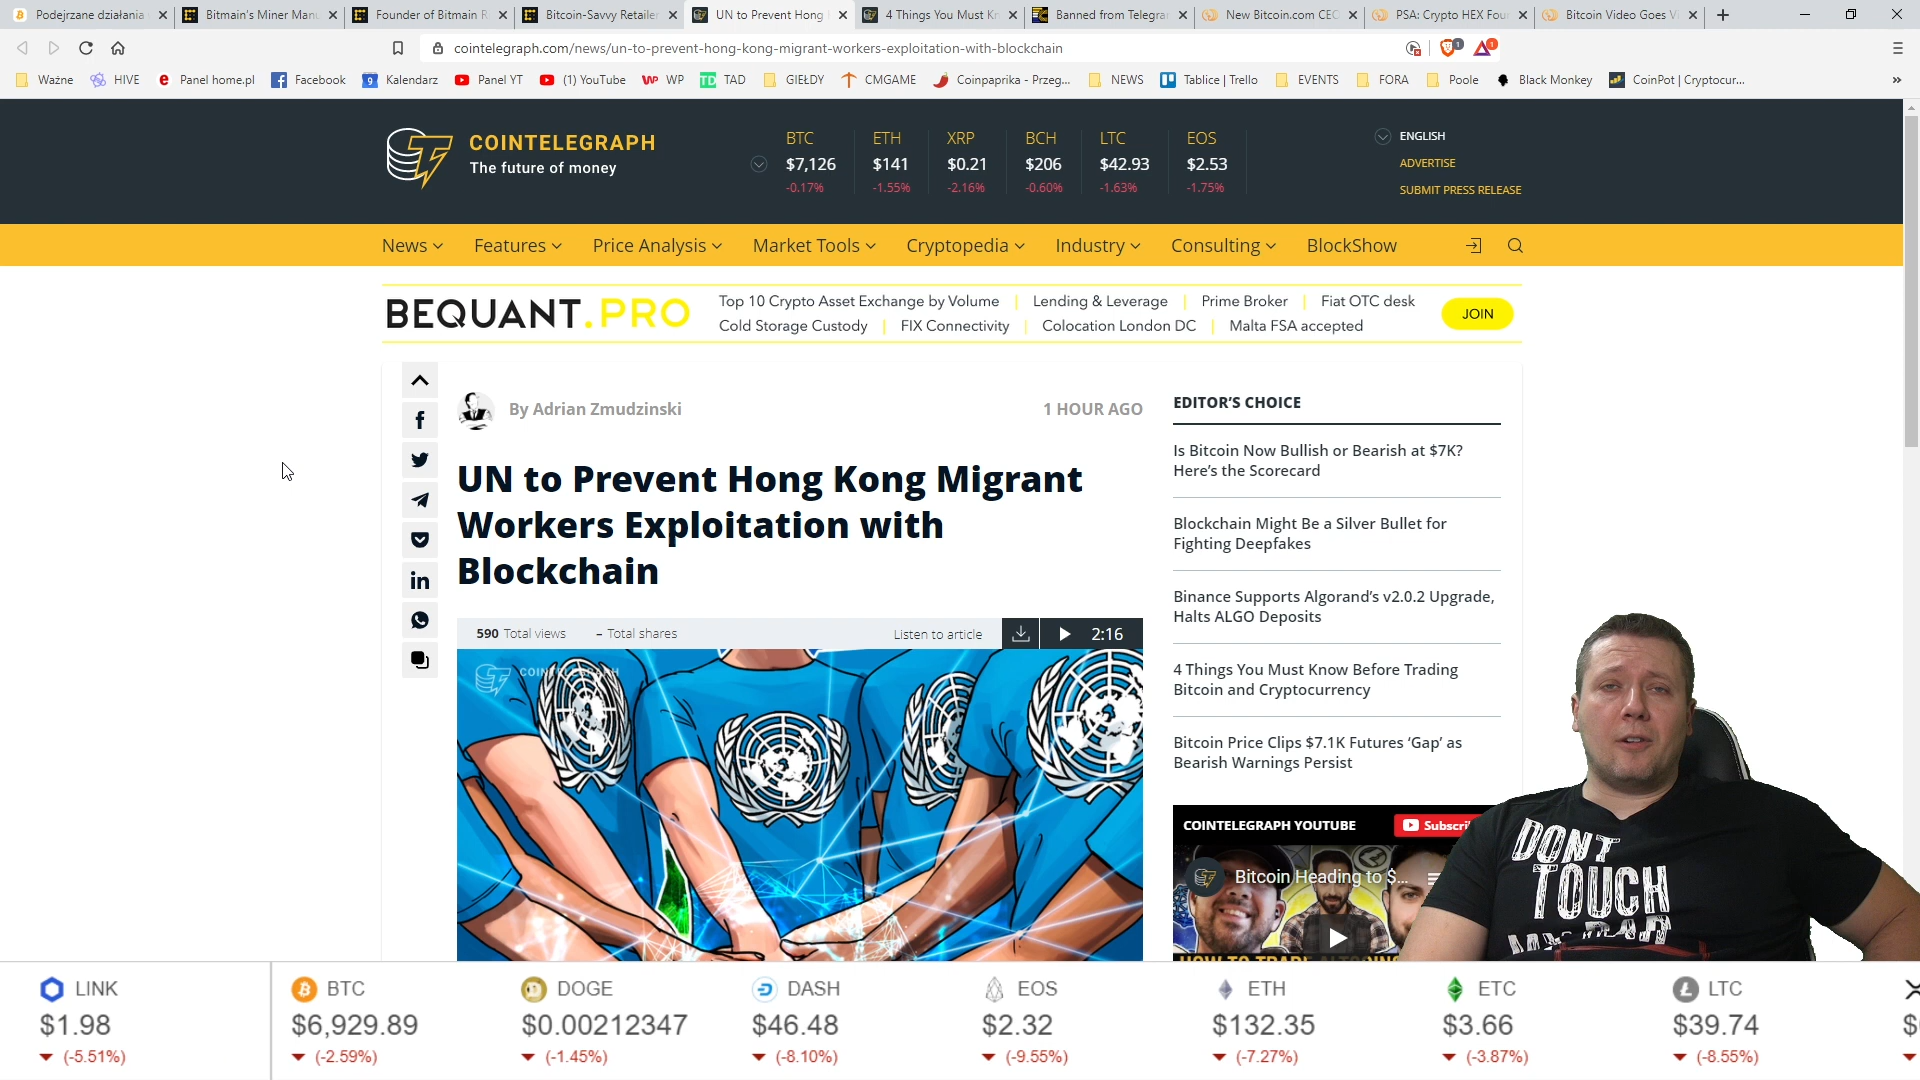 Podejrzane działania
Bitmain's Miner Manu
Founder of Bitmain R
Bitcoin-Savvy Retailer
UN to Prevent Hong
4 Things You Must Kn
Banned from Telegra
New Bitcoin.com CEO
PSA: Crypto HEX Fou
Bitcoin Video Goes V
cointelegraph.com/news/un-to-prevent-hong-kong-migrant-workers-exploitation-with-blockchain
Ważne
HIVE
Panel home.pl
Facebook
Kalendarz
Panel YT
(1) YouTube
WP
TAD
GIEŁDY
CMGAME
Coinpaprika - Przeg...
NEWS
Tablice | Trello
EVENTS
FORA
Poole
Black Monkey
CoinPot | Cryptocur...
COINTELEGRAPH
The future of money
BTC ETH XRP BCH LTC EOS
$7,126 $141 $0.21 $206 $42.93 $2.53
-0.17% -1.55% -2.16% -0.60% -1.63% -1.75%
ENGLISH
ADVERTISE
SUBMIT PRESS RELEASE
News Features Price Analysis Market Tools Cryptopedia Industry Consulting BlockShow
BEQUANT.PRO
Top 10 Crypto Asset Exchange by Volume | Lending & Leverage | Prime Broker | Fiat OTC desk
Cold Storage Custody | FIX Connectivity | Colocation London DC | Malta FSA accepted
JOIN
By Adrian Zmudzinski
1 HOUR AGO
UN to Prevent Hong Kong Migrant
Workers Exploitation with
Blockchain
590 Total views – Total shares
Listen to article
2:16
EDITOR'S CHOICE
Is Bitcoin Now Bullish or Bearish at $7K?
Here's the Scorecard
Blockchain Might Be a Silver Bullet for
Fighting Deepfakes
Binance Supports Algorand's v2.0.2 Upgrade,
Halts ALGO Deposits
4 Things You Must Know Before Trading
Bitcoin and Cryptocurrency
Bitcoin Price Clips $7.1K Futures 'Gap' as
Bearish Warnings Persist
COINTELEGRAPH YOUTUBE
Subscri
Bitcoin Heading to $...
HOW TO TRADE ALTCOINS
COINTELEGRAPH
DON'T
TOUCH
MY
LINK
$1.98
(-5.51%)
BTC
$6,929.89
(-2.59%)
DOGE
$0.00212347
(-1.45%)
DASH
$46.48
(-8.10%)
EOS
$2.32
(-9.55%)
ETH
$132.35
(-7.27%)
ETC
$3.66
(-3.87%)
LTC
$39.74
(-8.55%)